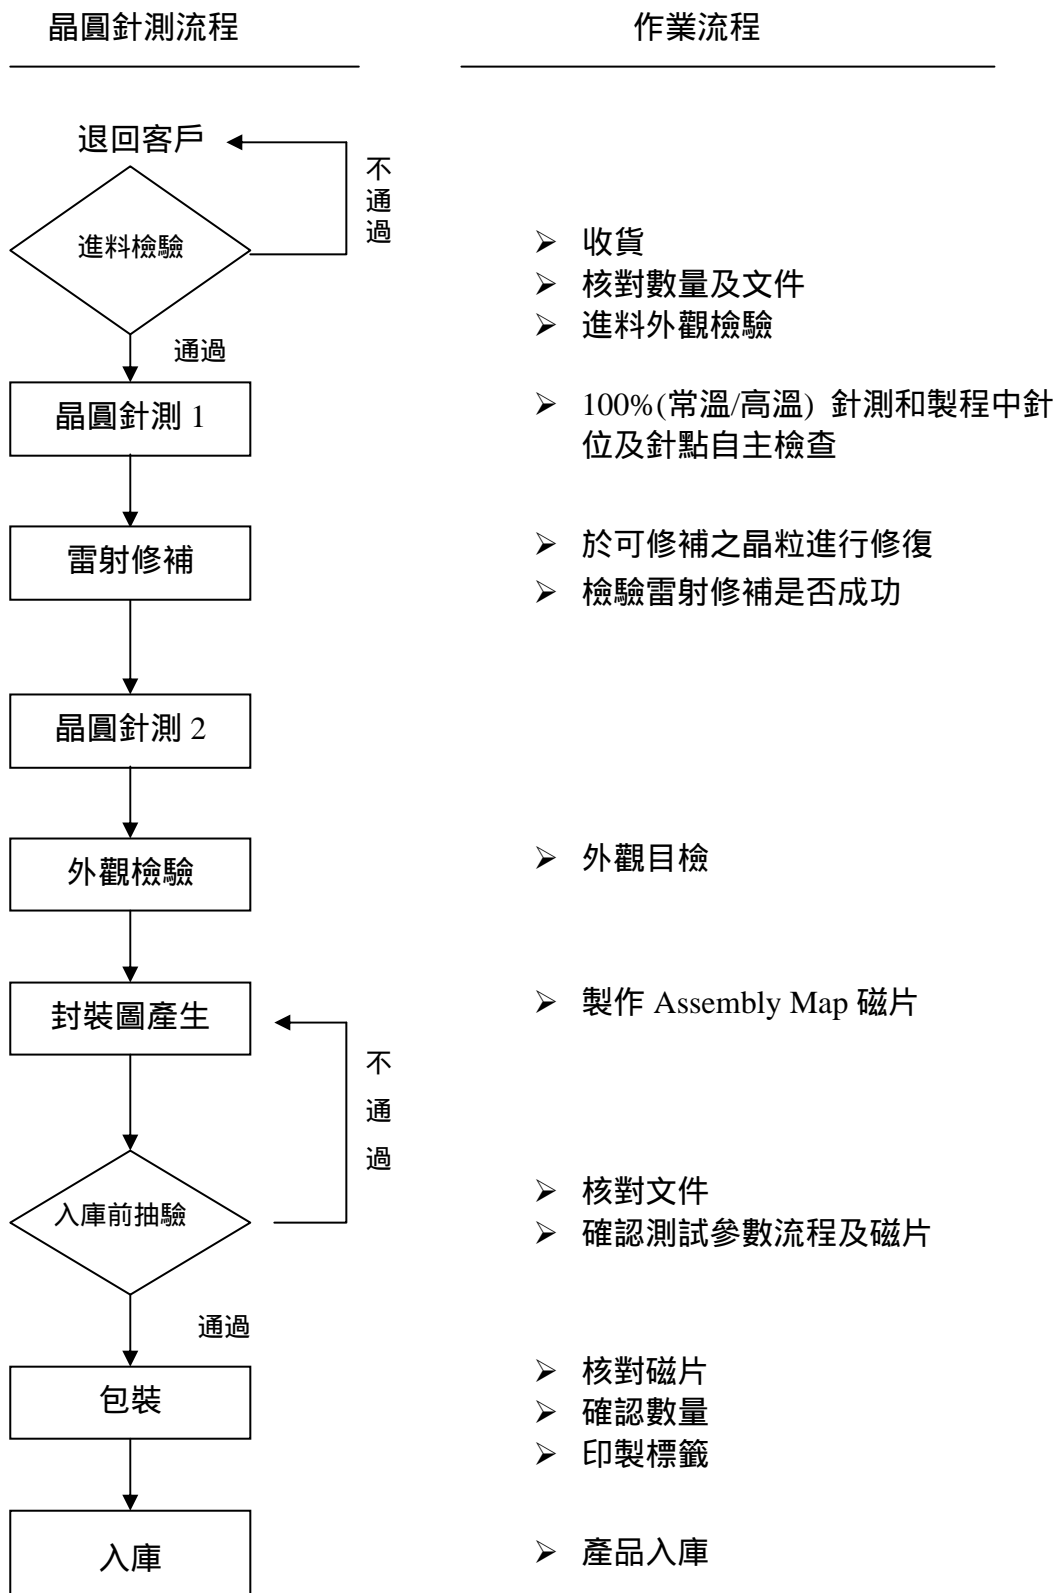 晶圓針測流程
作業流程
退回客戶
不通過
進料檢驗
通過
➢ 收貨
➢ 核對數量及文件
➢ 進料外觀檢驗
晶圓針測 1
➢ 100%(常溫/高溫) 針測和製程中針
位及針點自主檢查
雷射修補
➢ 於可修補之晶粒進行修復
➢ 檢驗雷射修補是否成功
晶圓針測 2
外觀檢驗
➢ 外觀目檢
封裝圖產生
➢ 製作 Assembly Map 磁片
不通過
入庫前抽驗
➢ 核對文件
➢ 確認測試參數流程及磁片
通過
包裝
➢ 核對磁片
➢ 確認數量
➢ 印製標籤
入庫
➢ 產品入庫